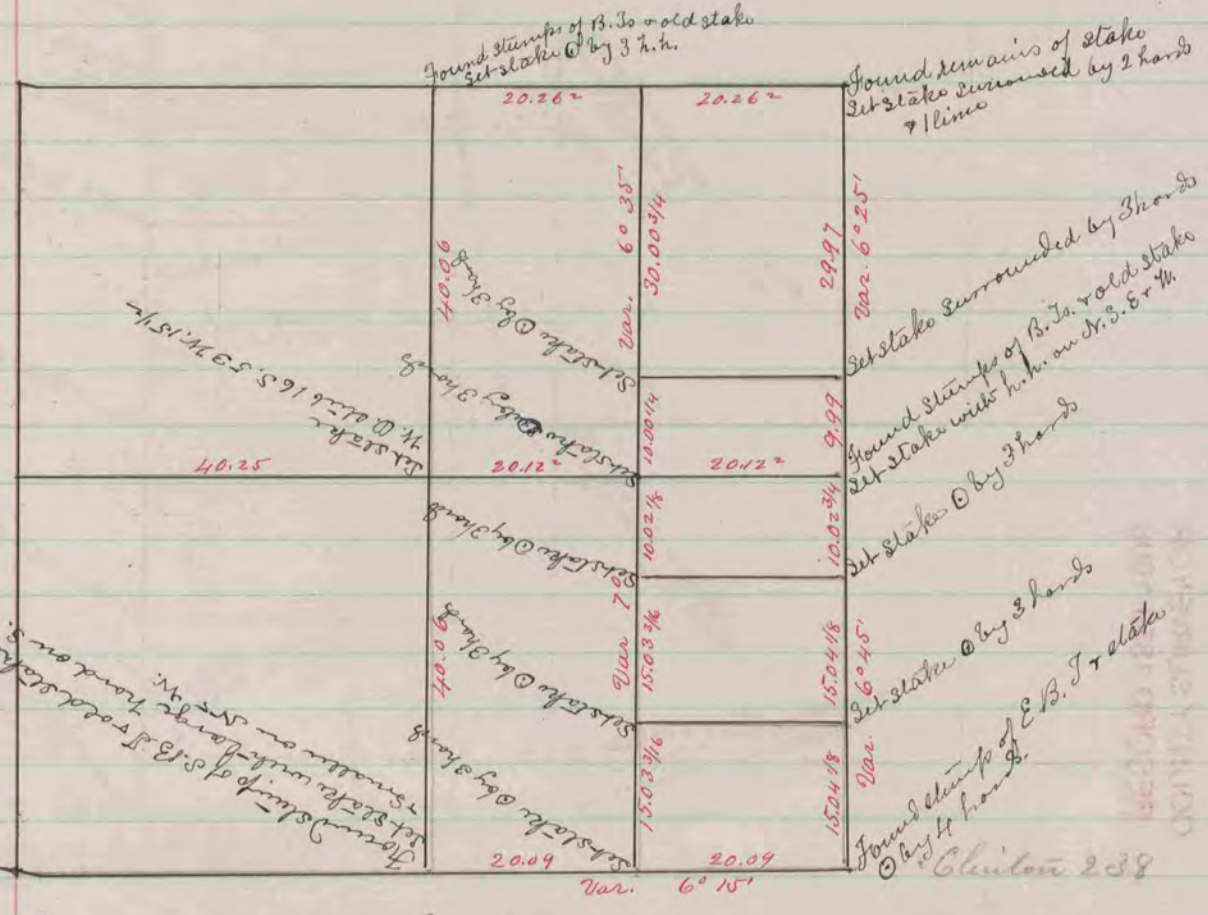 Found stumps of B.Ts & old stake
Set stake ⊙ by 3 h.h.
Found remains of stake
Set stake surrounded by 2 hards
& 1 lime
20.26²
20.26²
40.06
Set stake ⊙ by 3 hards
Var. 6° 35'
30.00 3/4
29.97
Var. 6° 25'
Set stake surrounded by 3 hards
Set stake
W.O. 16 S. 53 W. 15 1/2
Set stake ⊙ by 3 hards
10.00 1/4
9.99
Found stumps of B.Ts. & old stake
Set stake with h.h. on N.S.E & W.
40.25
20.12²
20.12²
Set stake ⊙ by 3 hards
10.02 1/8
10.02 3/4
Set stake ⊙ by 3 hards
40.06
Set stake ⊙ by 3 hards
Var 7°
15.03 3/16
15.04 1/8
Var. 6° 45'
Set stake ⊙ by 3 hards
Found stump of S.B.T & old stake
Set stake with large hard on S.
& smaller on N & W.
Set stake ⊙ by 3 hards
15.03 3/16
15.04 1/8
Found stump of E B.T & stake
⊙ by 4 hards.
20.09
20.09
Var. 6° 15'
Clinton 238